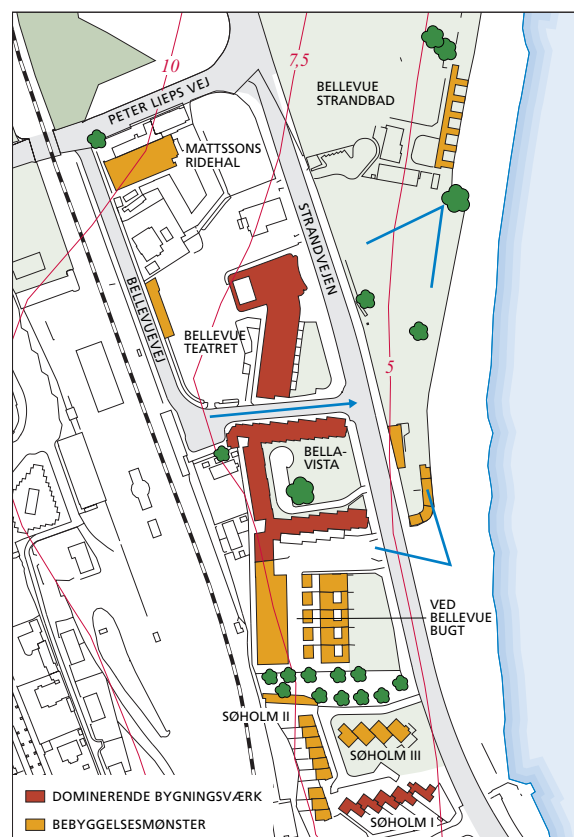 10
7,5
PETER LIEPS VEJ
BELLEVUE
STRANDBAD
MATTSSONS
RIDEHAL
STRANDVEJEN
BELLEVUEVEJ
BELLEVUE
TEATRET
5
BELLA-
VISTA
VED
BELLEVUE
BUGT
SØHOLM II
SØHOLM III
SØHOLM I
DOMINERENDE BYGNINGSVÆRK
BEBYGGELSESMØNSTER